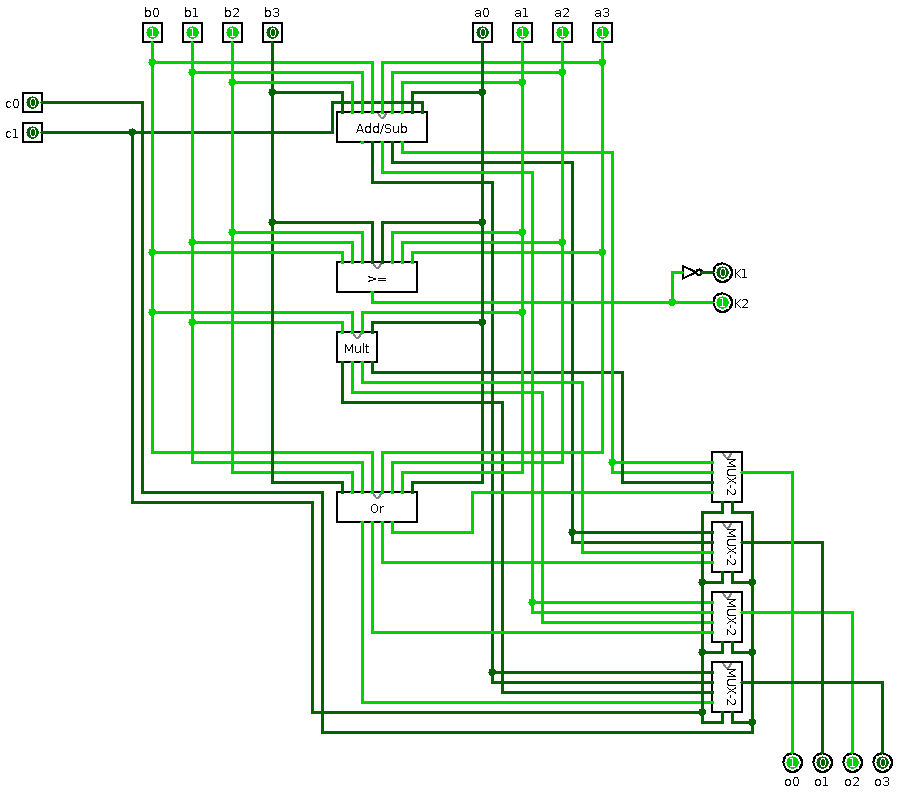 b0 b1 b2 b3 a0 a1 a2 a3
1 1 1 0 0 1 1 1
c0 0
c1 0
Add/Sub
>=
0 K1
1 K2
Mult
MUX-2
Or
MUX-2
MUX-2
MUX-2
1 0 1 0
o0 o1 o2 o3